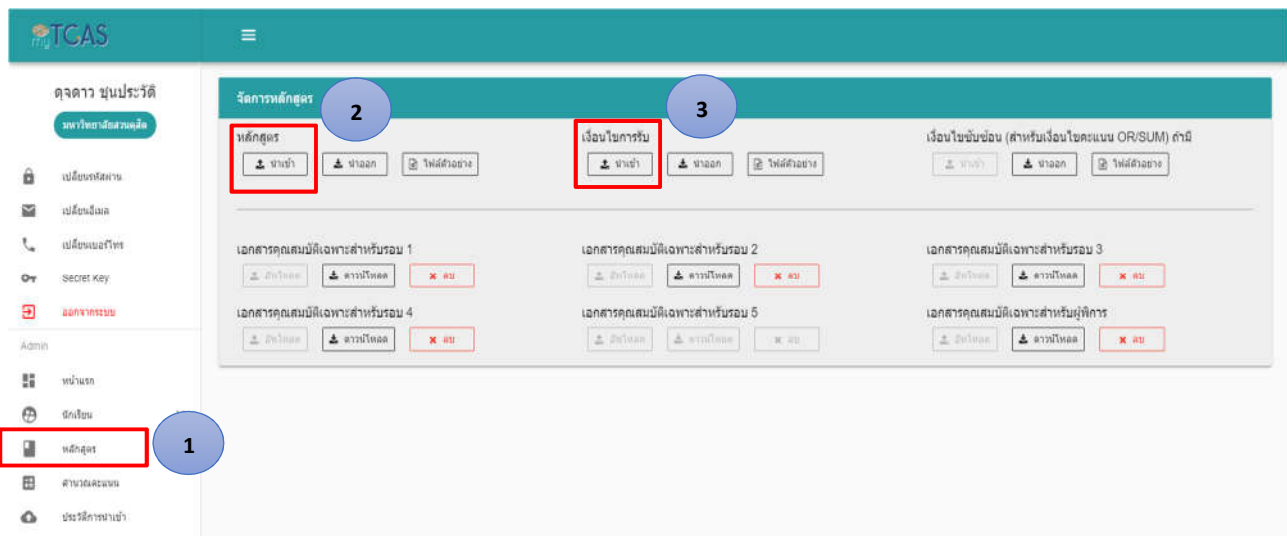 myTCAS
ดุจดาว ชุนประวัติ
มหาวิทยาลัยสวนดุสิต
เปลี่ยนรหัสผ่าน
เปลี่ยนอีเมล
เปลี่ยนเบอร์โทร
Secret Key
ออกจากระบบ
Admin
หน้าแรก
นักเรียน
หลักสูตร
1
คำนวณคะแนน
ประวัติการนำเข้า
จัดการหลักสูตร
2
3
หลักสูตร
นำเข้า นำออก ไฟล์ตัวอย่าง
เงื่อนไขการรับ
นำเข้า นำออก ไฟล์ตัวอย่าง
เงื่อนไขซับซ้อน (สำหรับเงื่อนไขคะแนน OR/SUM) ถ้ามี
นำเข้า นำออก ไฟล์ตัวอย่าง
เอกสารคุณสมบัติเฉพาะสำหรับรอบ 1
อัปโหลด ดาวน์โหลด ลบ
เอกสารคุณสมบัติเฉพาะสำหรับรอบ 2
อัปโหลด ดาวน์โหลด ลบ
เอกสารคุณสมบัติเฉพาะสำหรับรอบ 3
อัปโหลด ดาวน์โหลด ลบ
เอกสารคุณสมบัติเฉพาะสำหรับรอบ 4
อัปโหลด ดาวน์โหลด ลบ
เอกสารคุณสมบัติเฉพาะสำหรับรอบ 5
อัปโหลด ดาวน์โหลด ลบ
เอกสารคุณสมบัติเฉพาะสำหรับผู้พิการ
อัปโหลด ดาวน์โหลด ลบ